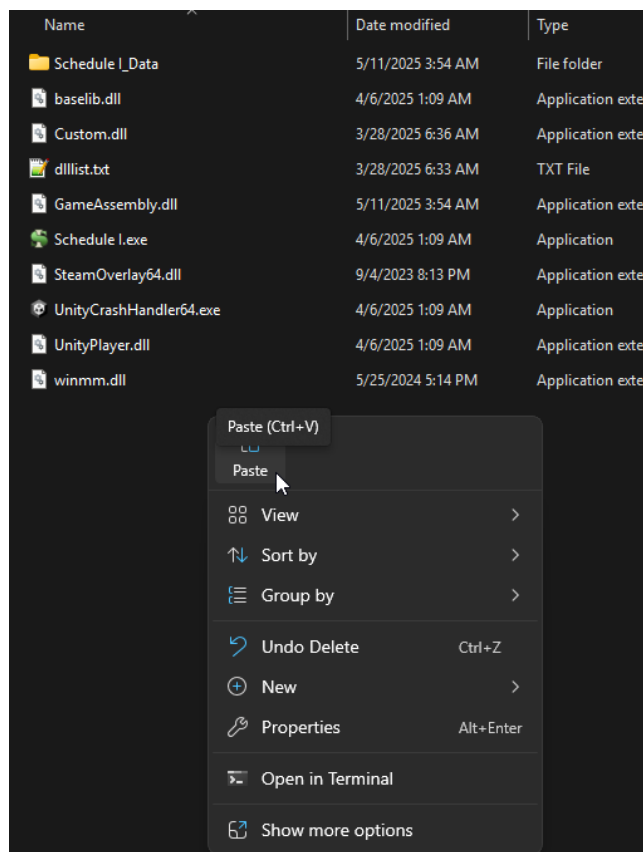 Name Date modified Type
Schedule I_Data 5/11/2025 3:54 AM File folder
baselib.dll 4/6/2025 1:09 AM Application exte
Custom.dll 3/28/2025 6:36 AM Application exte
dlllist.txt 3/28/2025 6:33 AM TXT File
GameAssembly.dll 5/11/2025 3:54 AM Application exte
Schedule I.exe 4/6/2025 1:09 AM Application
SteamOverlay64.dll 9/4/2023 8:13 PM Application exte
UnityCrashHandler64.exe 4/6/2025 1:09 AM Application
UnityPlayer.dll 4/6/2025 1:09 AM Application exte
winmm.dll 5/25/2024 5:14 PM Application exte
Paste (Ctrl+V)
Paste
View
Sort by
Group by
Undo Delete Ctrl+Z
New
Properties Alt+Enter
Open in Terminal
Show more options